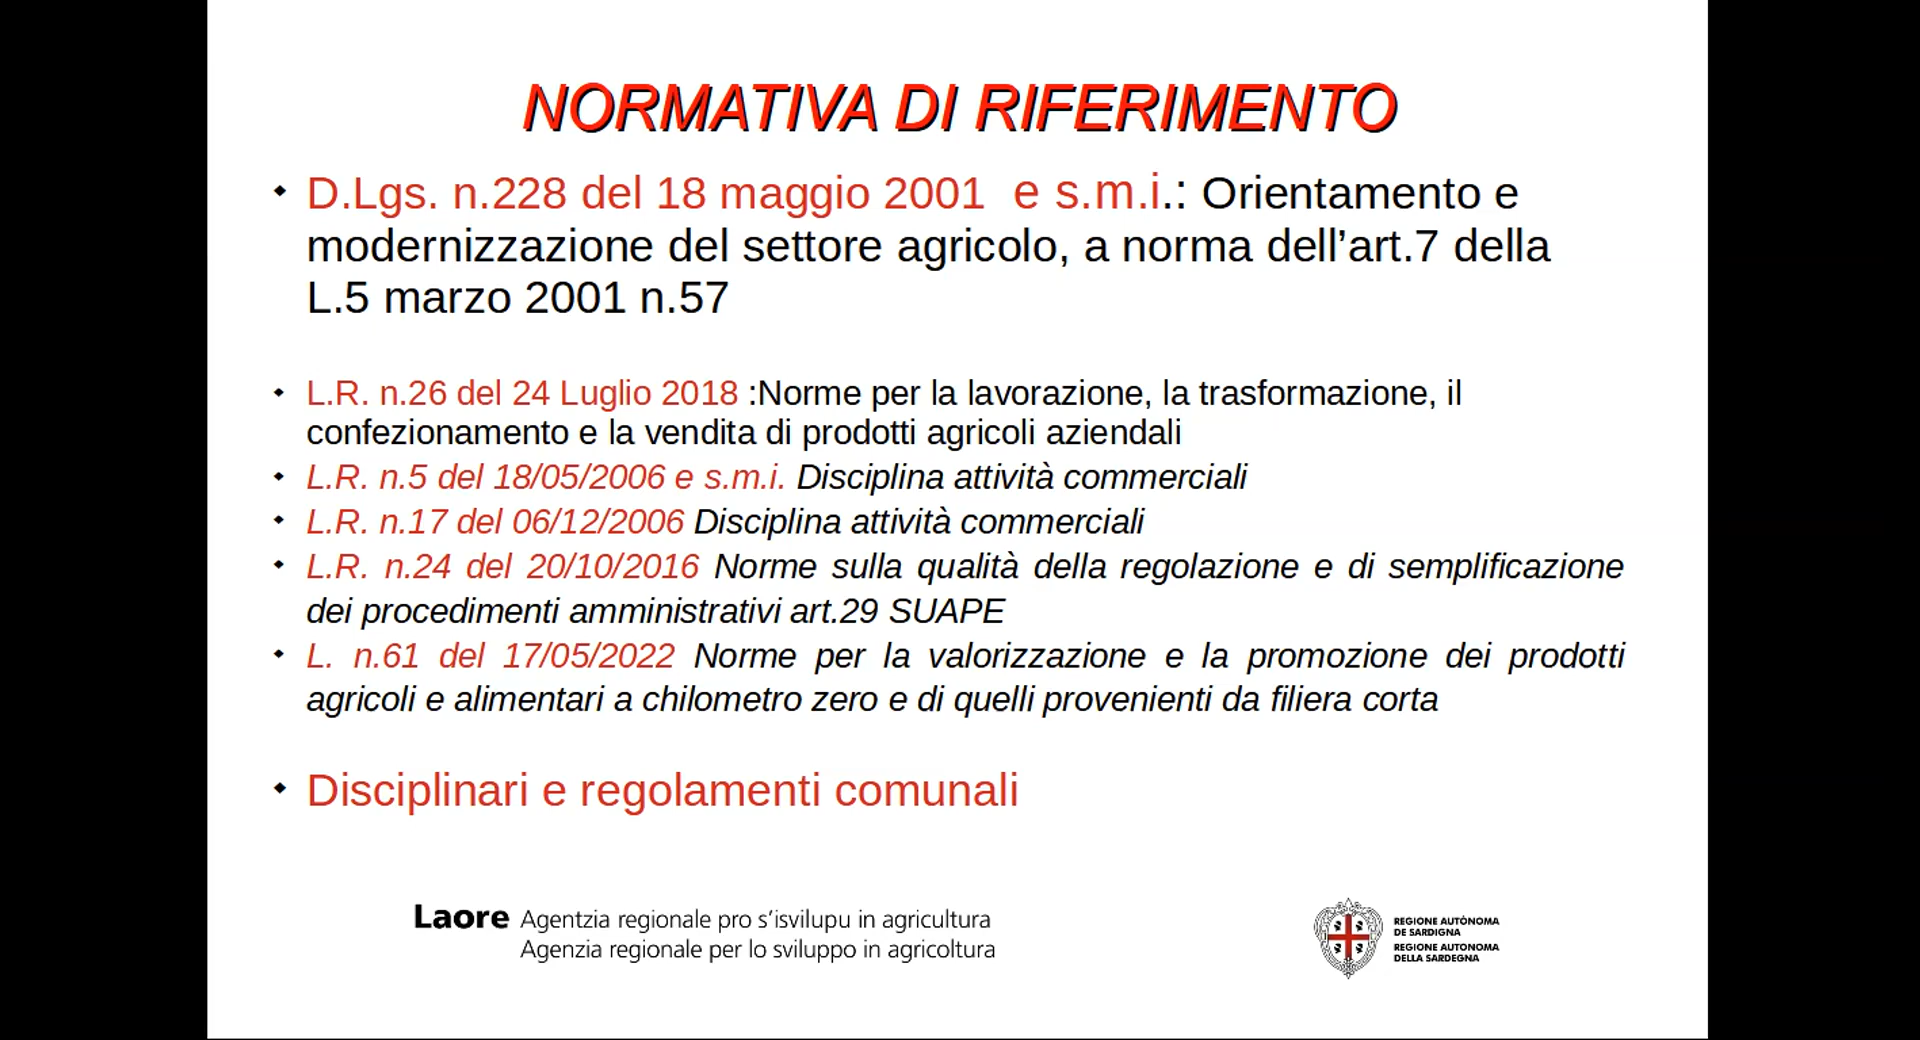 NORMATIVA DI RIFERIMENTO
D.Lgs. n.228 del 18 maggio 2001 e s.m.i.: Orientamento e
modernizzazione del settore agricolo, a norma dell’art.7 della
L.5 marzo 2001 n.57
L.R. n.26 del 24 Luglio 2018 :Norme per la lavorazione, la trasformazione, il
confezionamento e la vendita di prodotti agricoli aziendali
L.R. n.5 del 18/05/2006 e s.m.i. Disciplina attività commerciali
L.R. n.17 del 06/12/2006 Disciplina attività commerciali
L.R. n.24 del 20/10/2016 Norme sulla qualità della regolazione e di semplificazione
dei procedimenti amministrativi art.29 SUAPE
L. n.61 del 17/05/2022 Norme per la valorizzazione e la promozione dei prodotti
agricoli e alimentari a chilometro zero e di quelli provenienti da filiera corta
Disciplinari e regolamenti comunali
Laore Agentzia regionale pro s’isvilupu in agricultura
Agenzia regionale per lo sviluppo in agricoltura
REGIONE AUTÒNOMA
DE SARDIGNA
REGIONE AUTONOMA
DELLA SARDEGNA